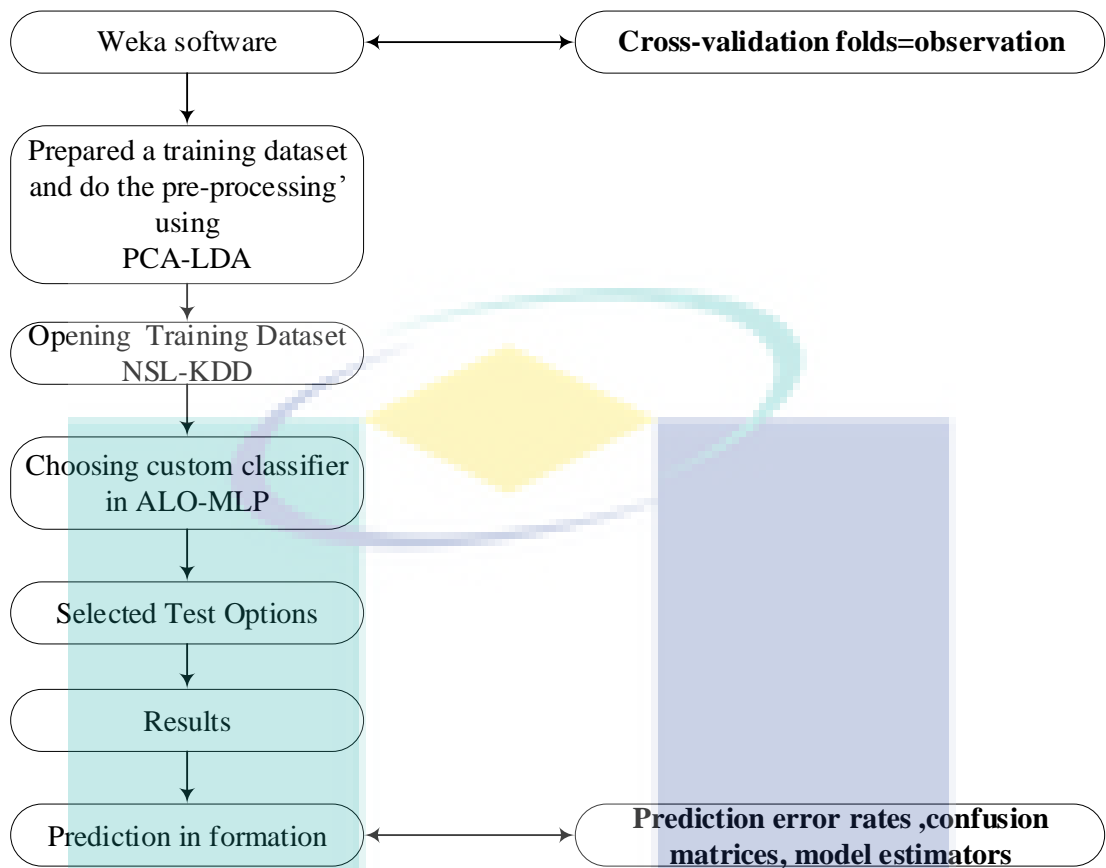 Weka software
Cross-validation folds=observation
Prepared a training dataset
and do the pre-processing’
using
PCA-LDA
Opening Training Dataset
NSL-KDD
Choosing custom classifier
in ALO-MLP
Selected Test Options
Results
Prediction in formation
Prediction error rates ,confusion
matrices, model estimators